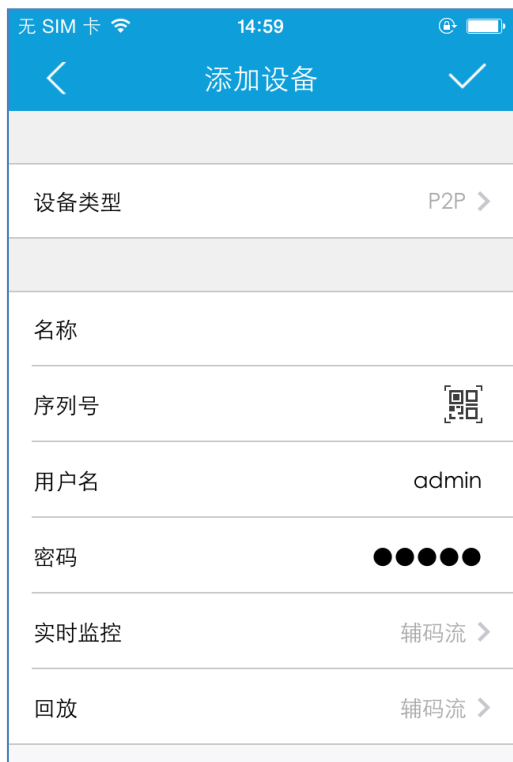 无 SIM 卡 14:59
添加设备
设备类型 P2P
名称
序列号
用户名 admin
密码 ●●●●●
实时监控 辅码流
回放 辅码流